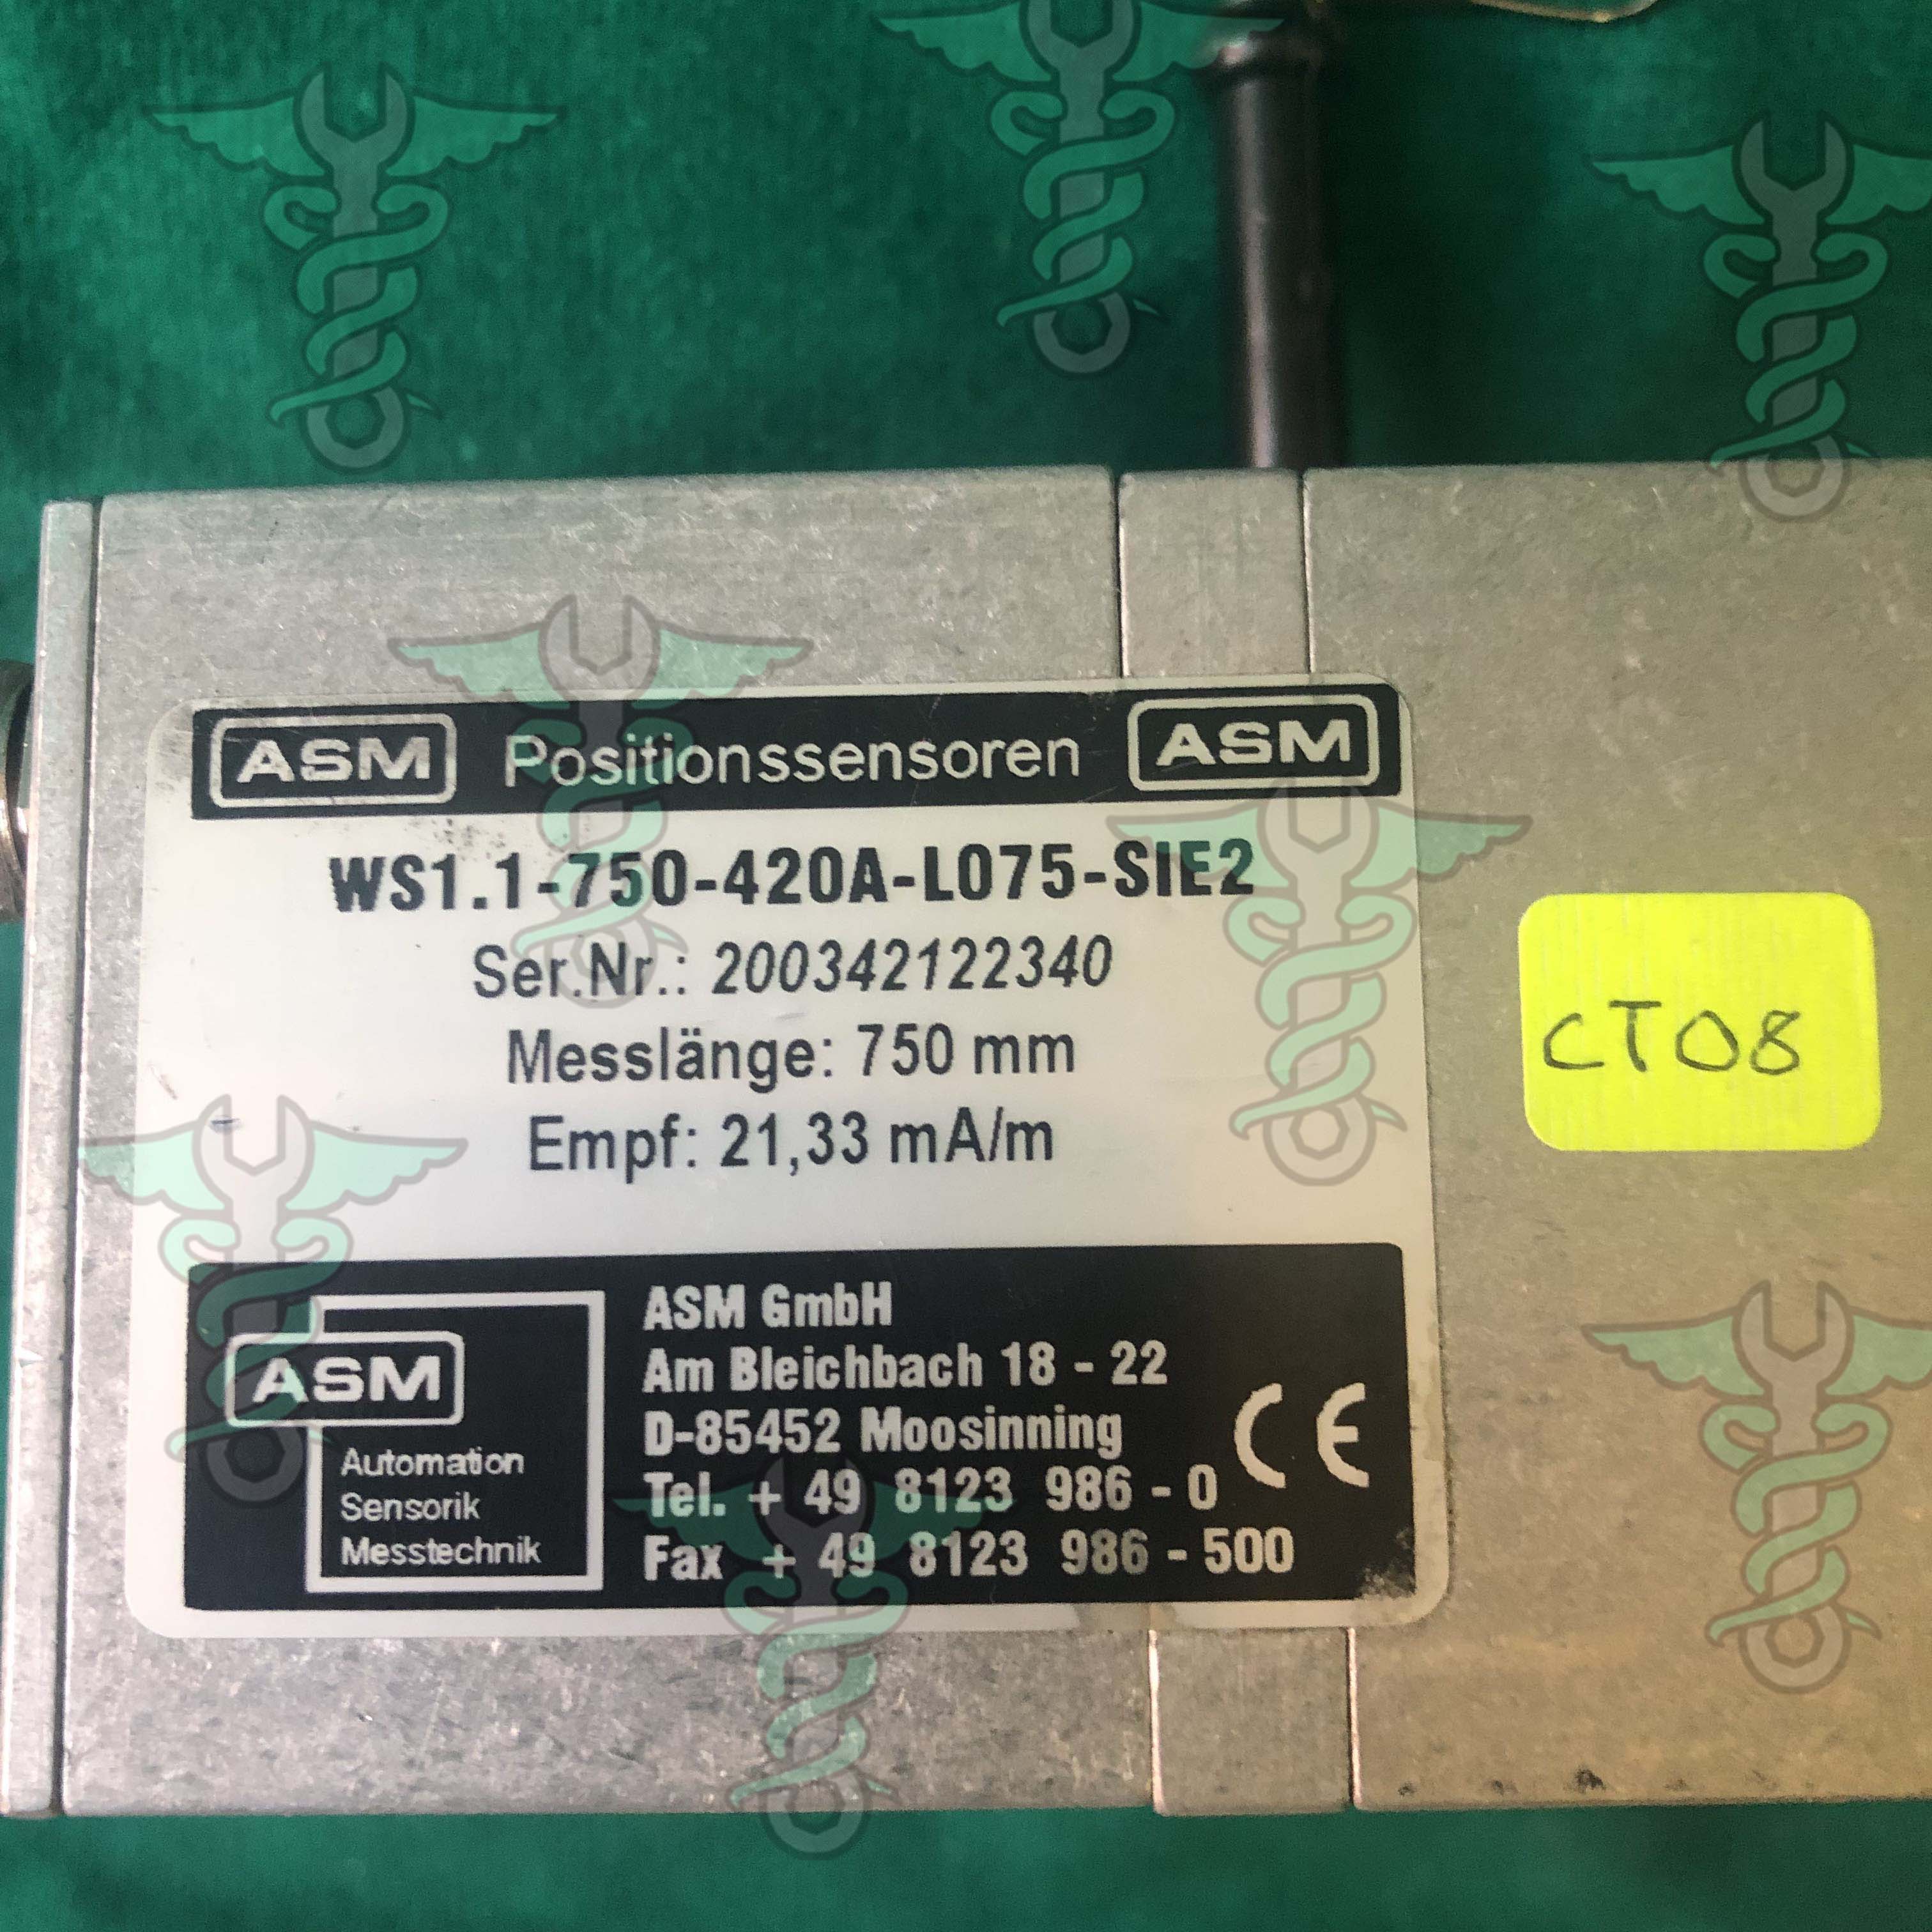 ASM Positionssensoren ASM
WS1.1-750-420A-L075-SIE2
Ser.Nr.: 200342122340
Messlänge: 750 mm
Empf: 21,33 mA/m
CT08
ASM
Automation
Sensorik
Messtechnik
ASM GmbH
Am Bleichbach 18 - 22
D-85452 Moosinning
Tel. + 49 8123 986 - 0
Fax + 49 8123 986 - 500
CE